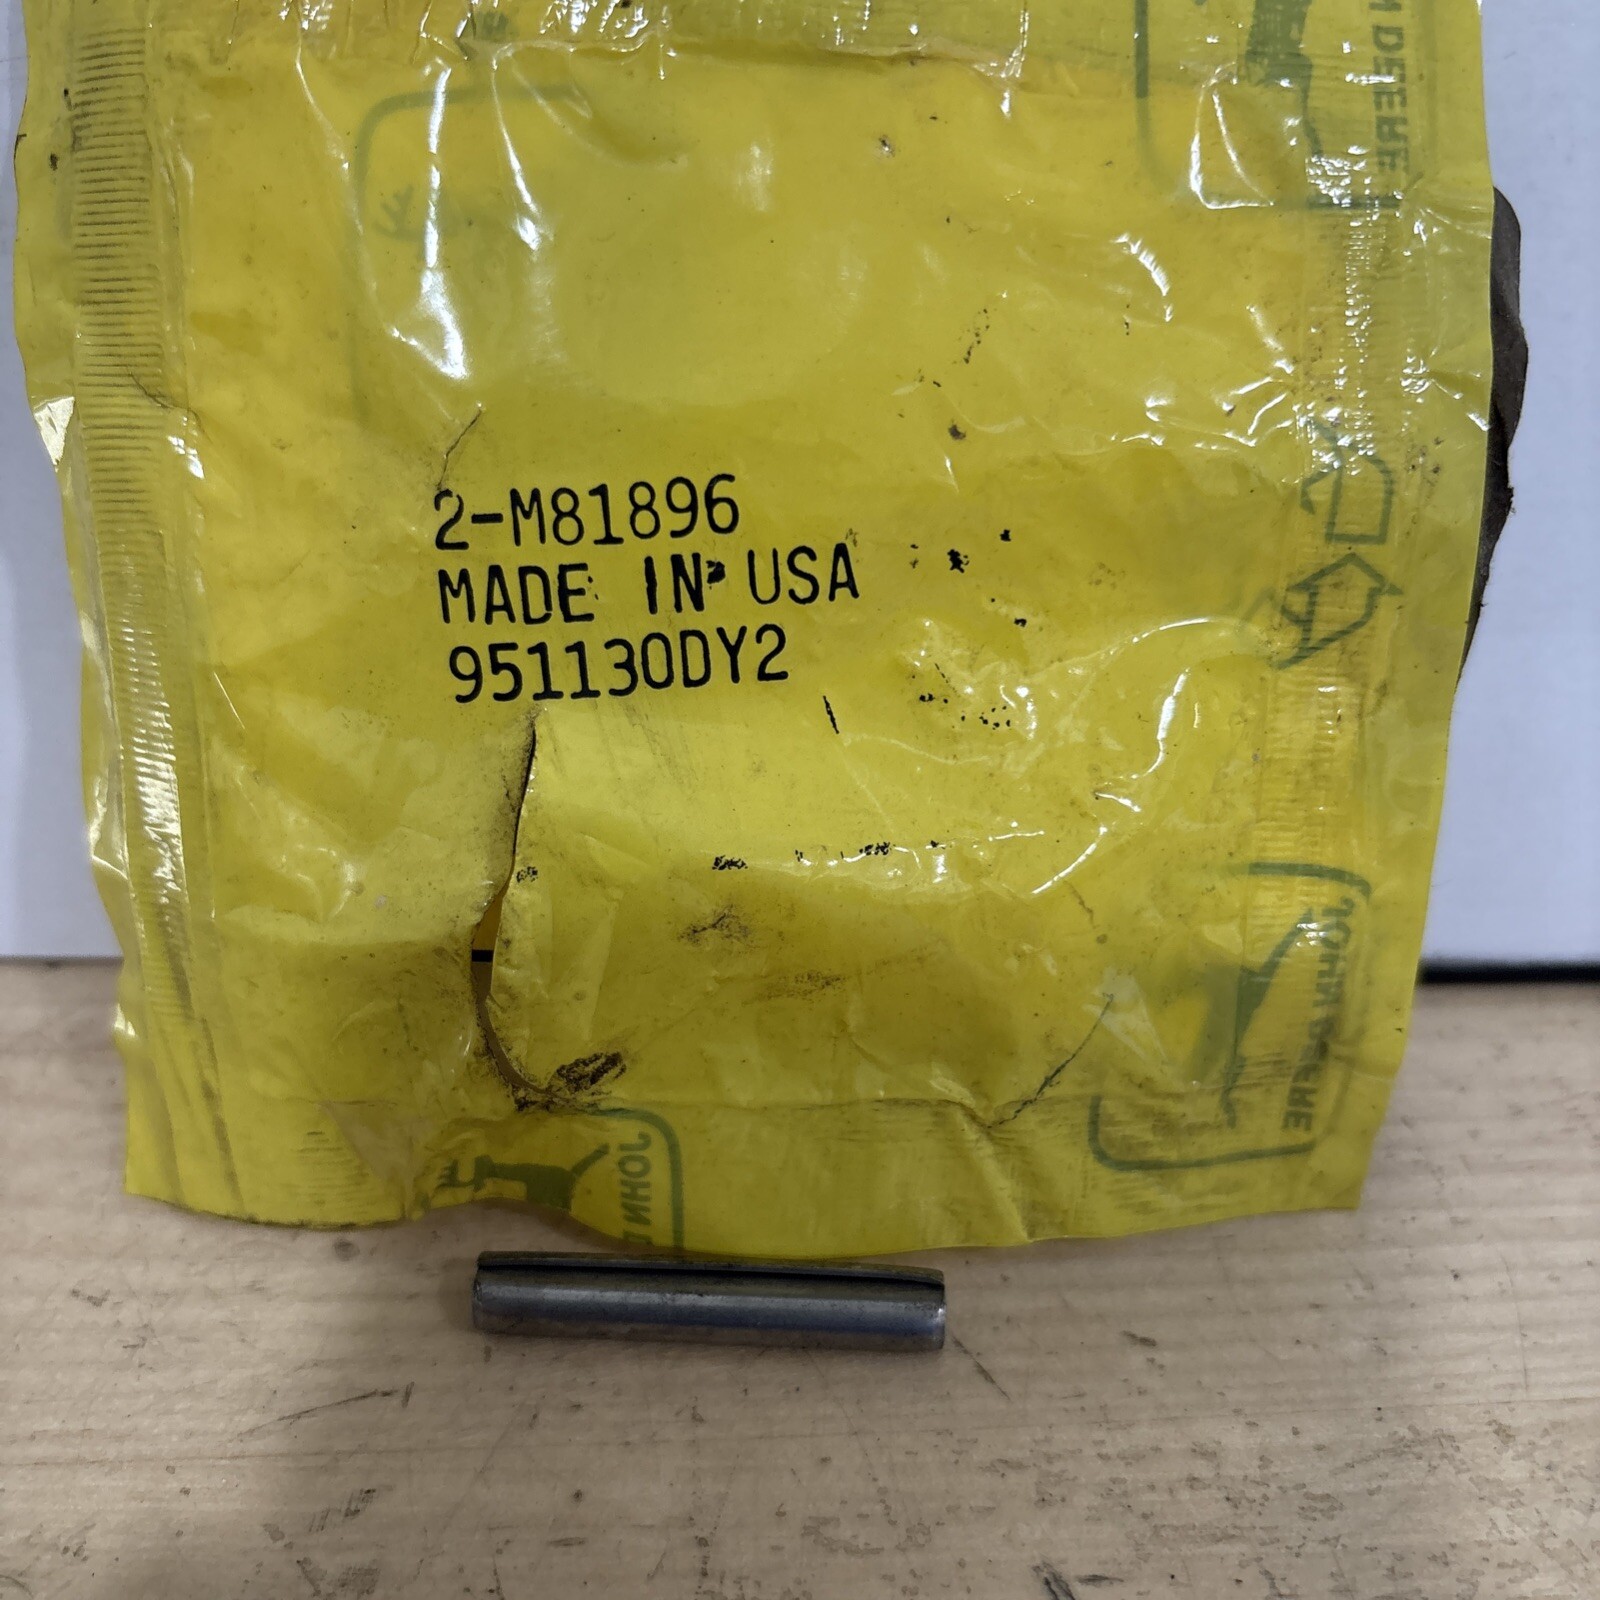 N DEERE
2-M81896
MADE IN USA
951130DY2
JOHN DEERE
JOHN D